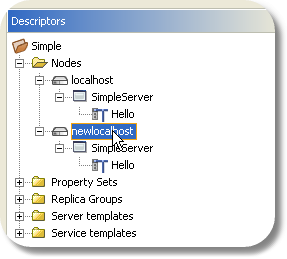 Descriptors
Simple
Nodes
localhost
SimpleServer
Hello
newlocalhost
SimpleServer
Hello
Property Sets
Replica Groups
Server templates
Service templates